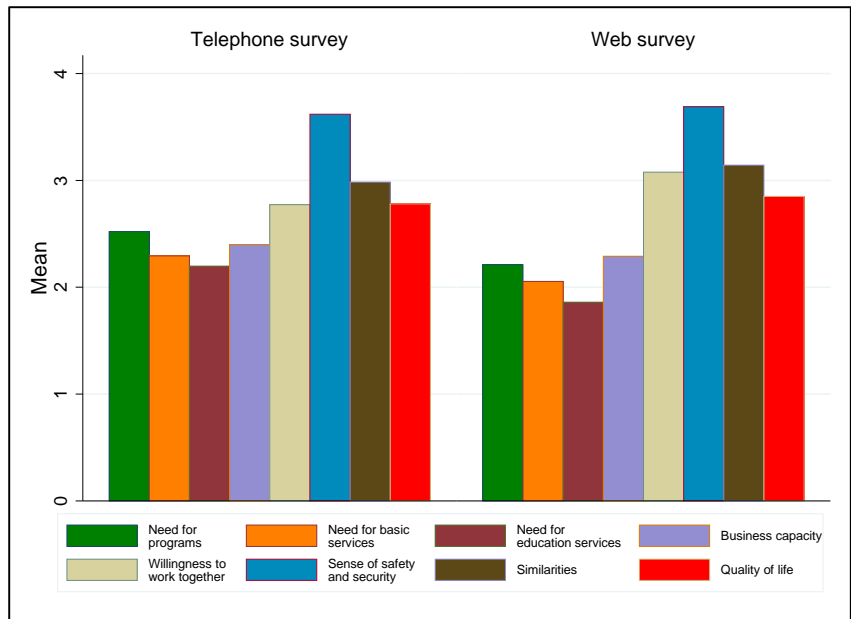 Telephone survey
Web survey
Mean
4
3
2
1
0
Need for
programs
Need for basic
services
Need for
education services
Business capacity
Willingness to
work together
Sense of safety
and security
Similarities
Quality of life